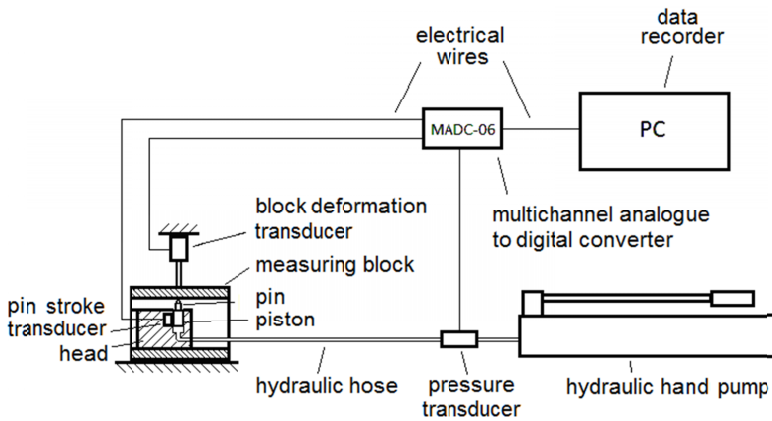 electrical
wires
data
recorder
MADC-06
PC
block deformation
transducer
multichannel analogue
to digital converter
measuring block
pin
pin stroke
transducer
piston
head
hydraulic hose
pressure
transducer
hydraulic hand pump